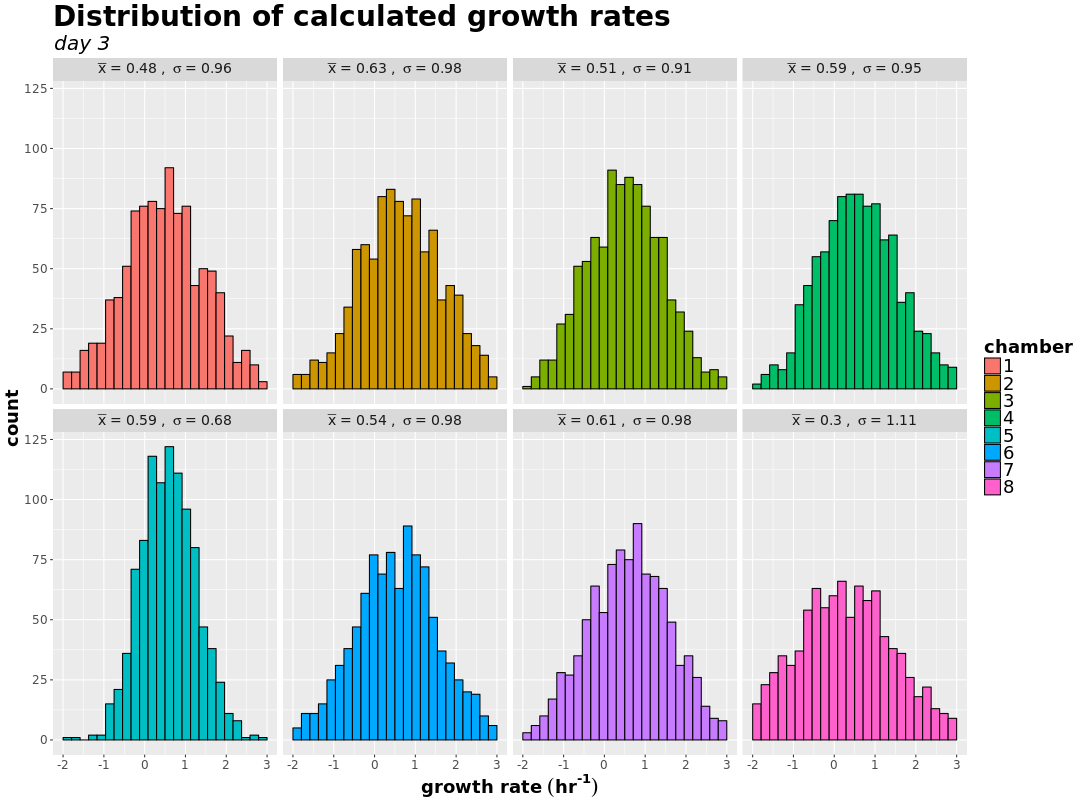 Distribution of calculated growth rates
day 3
x̅ = 0.48 , σ = 0.96
x̅ = 0.63 , σ = 0.98
x̅ = 0.51 , σ = 0.91
x̅ = 0.59 , σ = 0.95
125
100
75
50
25
0
x̅ = 0.59 , σ = 0.68
x̅ = 0.54 , σ = 0.98
x̅ = 0.61 , σ = 0.98
x̅ = 0.3 , σ = 1.11
125
100
75
50
25
0
-2 -1 0 1 2 3
-2 -1 0 1 2 3
-2 -1 0 1 2 3
-2 -1 0 1 2 3
count
growth rate (hr⁻¹)
chamber
1
2
3
4
5
6
7
8